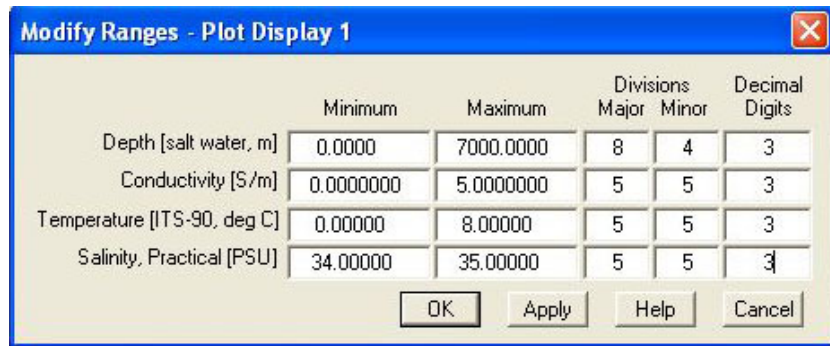 Modify Ranges - Plot Display 1
Divisions Decimal
Minimum Maximum Major Minor Digits
Depth [salt water, m] 0.0000 7000.0000 8 4 3
Conductivity [S/m] 0.0000000 5.0000000 5 5 3
Temperature [ITS-90, deg C] 0.00000 8.00000 5 5 3
Salinity, Practical [PSU] 34.00000 35.00000 5 5 3
OK Apply Help Cancel